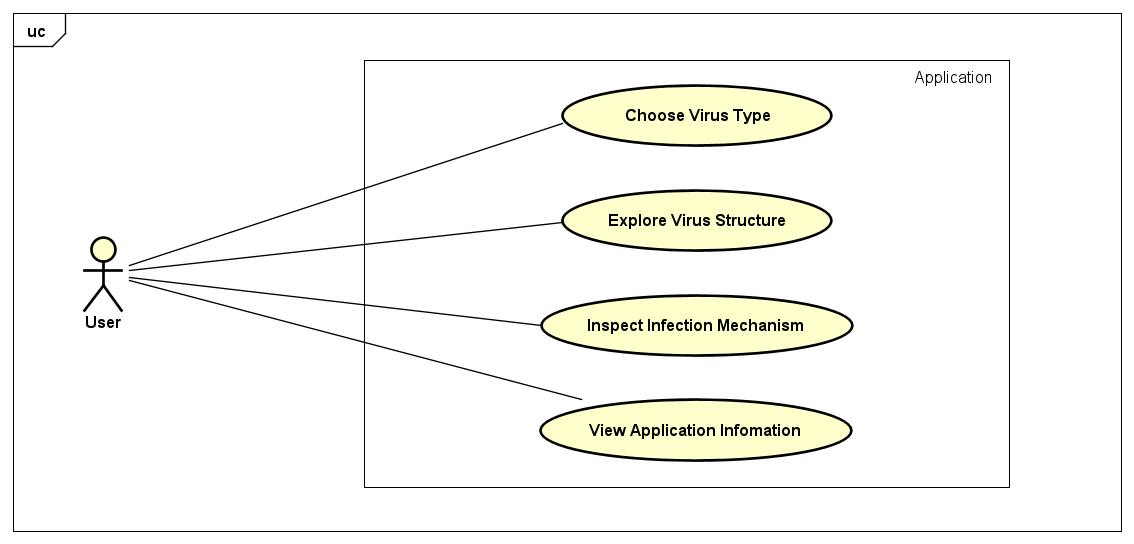 uc
Application
Choose Virus Type
Explore Virus Structure
User
Inspect Infection Mechanism
View Application Infomation